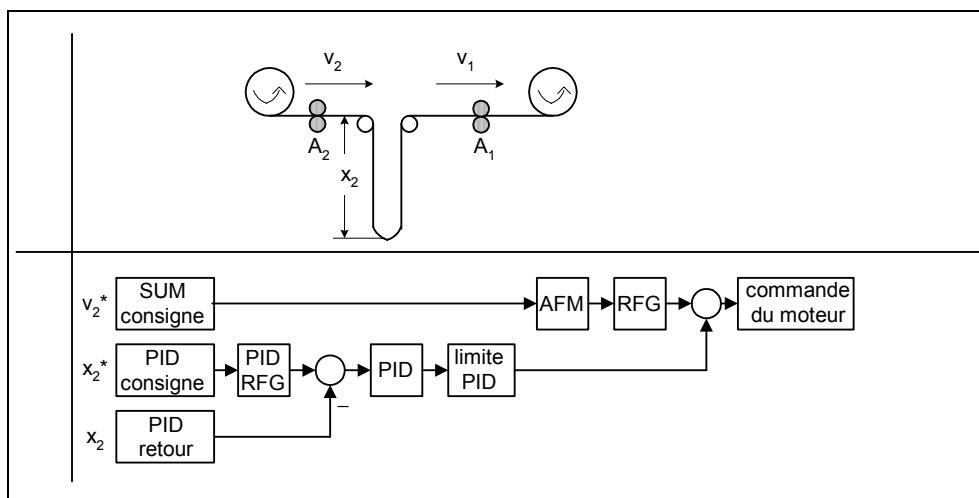 v2
v1
A2
A1
x2
v2*
SUM
consigne
AFM
RFG
commande
du moteur
x2*
PID
consigne
PID
RFG
PID
limite
PID
–
x2
PID
retour